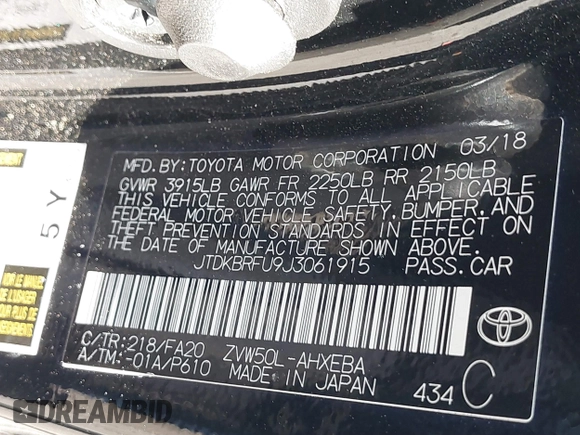 MFD. BY: TOYOTA MOTOR CORPORATION 03/18
GVWR 3915LB GAWR FR 2250LB RR 2150LB
THIS VEHICLE CONFORMS TO ALL APPLICABLE
FEDERAL MOTOR VEHICLE SAFETY, BUMPER, AND
THEFT PREVENTION STANDARDS IN EFFECT ON
THE DATE OF MANUFACTURE SHOWN ABOVE.
JTDKBRFU9J3061915 PASS.CAR
C/TR: 218/FA20 ZVW50L-AHXEBA
A/TM: -01A/P610 MADE IN JAPAN 434 C
5 Y
DREAMBID